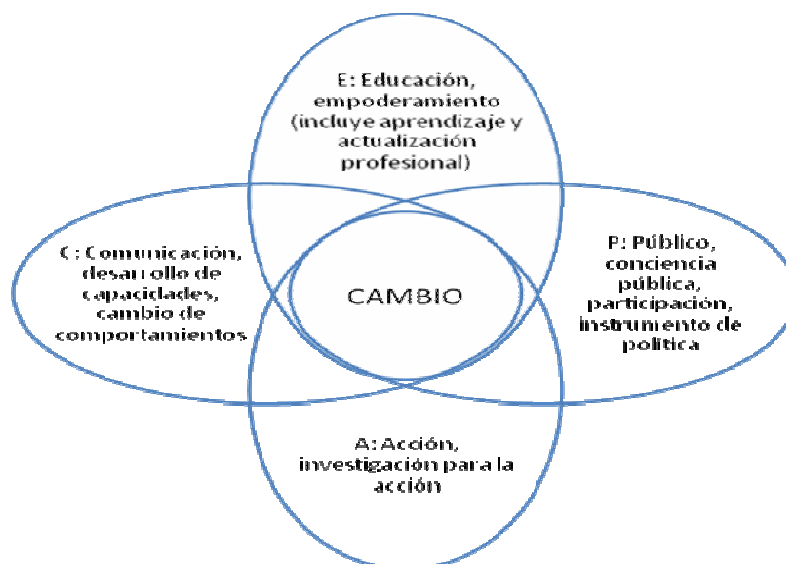 E: Educación,
empoderamiento
(incluye aprendizaje y
actualización
profesional)
C: Comunicación,
desarrollo de
capacidades,
cambio de
comportamientos
CAMBIO
P: Público,
conciencia
pública,
participación,
instrumento de
política
A: Acción,
investigación para la
acción